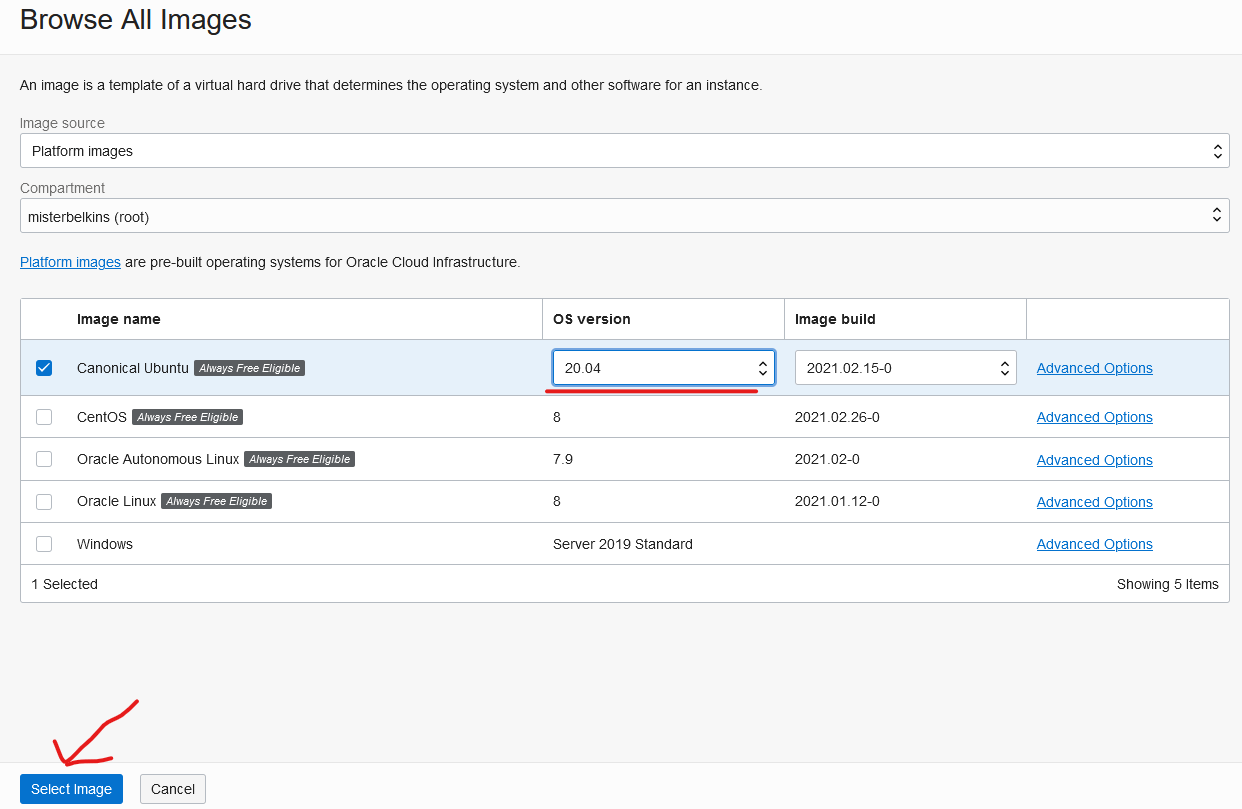 Browse All Images
An image is a template of a virtual hard drive that determines the operating system and other software for an instance.
Image source
Platform images
Compartment
misterbelkins (root)
Platform images are pre-built operating systems for Oracle Cloud Infrastructure.
Image name OS version Image build
Canonical Ubuntu Always Free Eligible 20.04 2021.02.15-0 Advanced Options
CentOS Always Free Eligible 8 2021.02.26-0 Advanced Options
Oracle Autonomous Linux Always Free Eligible 7.9 2021.02-0 Advanced Options
Oracle Linux Always Free Eligible 8 2021.01.12-0 Advanced Options
Windows Server 2019 Standard Advanced Options
1 Selected Showing 5 Items
Select Image Cancel